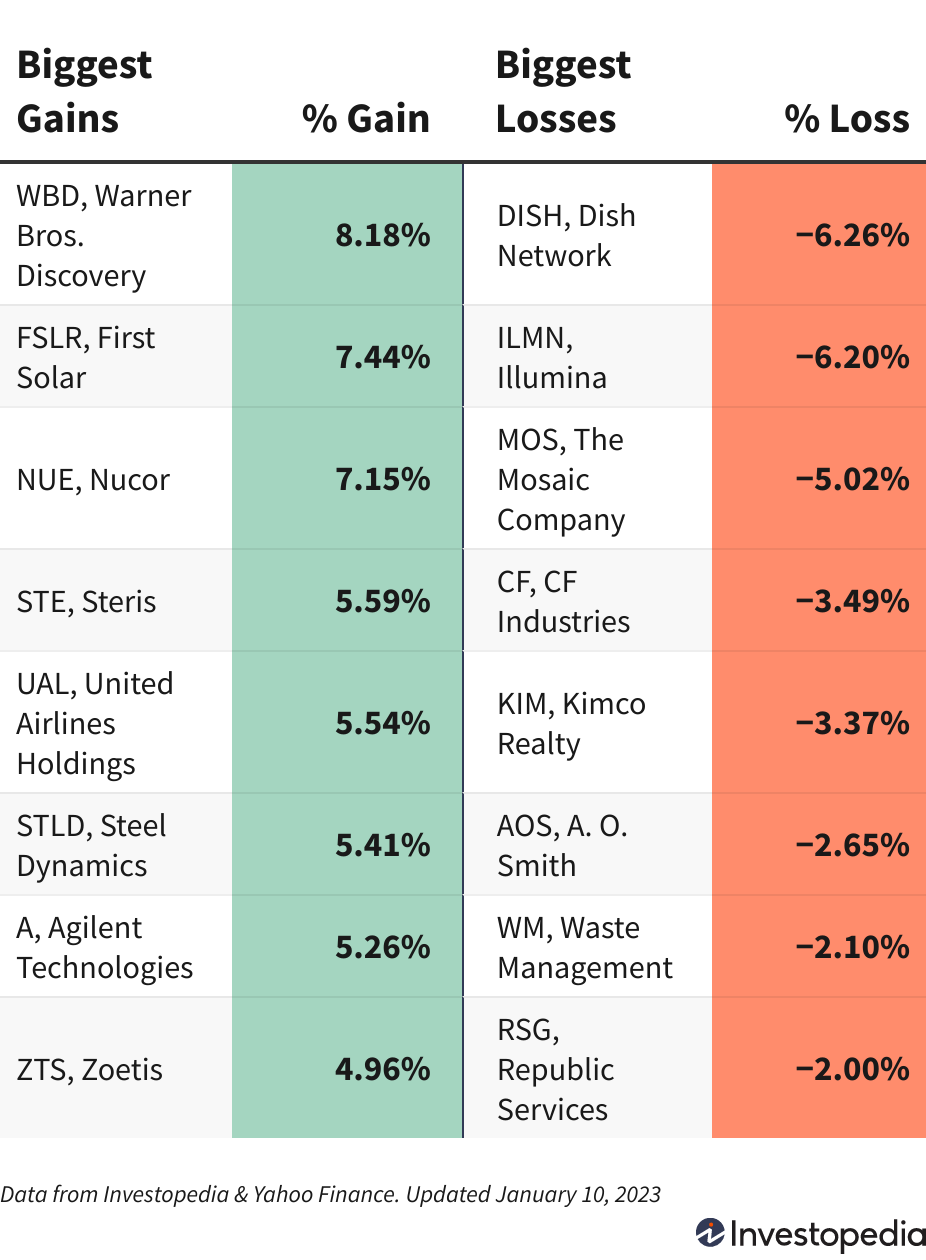 Biggest
Gains
% Gain
Biggest
Losses
% Loss
WBD, Warner
Bros.
Discovery
8.18%
DISH, Dish
Network
−6.26%
FSLR, First
Solar
7.44%
ILMN,
Illumina
−6.20%
NUE, Nucor
7.15%
MOS, The
Mosaic
Company
−5.02%
STE, Steris
5.59%
CF, CF
Industries
−3.49%
UAL, United
Airlines
Holdings
5.54%
KIM, Kimco
Realty
−3.37%
STLD, Steel
Dynamics
5.41%
AOS, A. O.
Smith
−2.65%
A, Agilent
Technologies
5.26%
WM, Waste
Management
−2.10%
ZTS, Zoetis
4.96%
RSG,
Republic
Services
−2.00%
Data from Investopedia & Yahoo Finance. Updated January 10, 2023
Investopedia